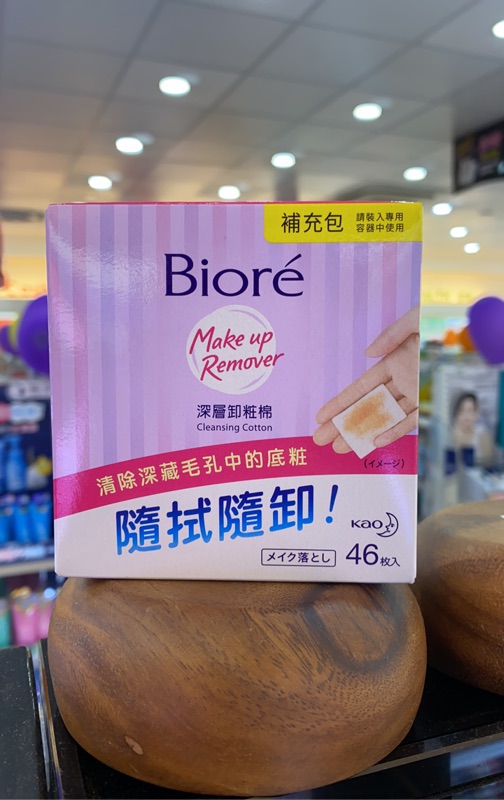 補充包
請裝入專用
容器中使用
Bioré
Make up
Remover
深層卸粧棉
Cleansing Cotton
(イメージ)
清除深藏毛孔中的底粧
隨拭隨卸!
Kao
メイク落とし
46枚入